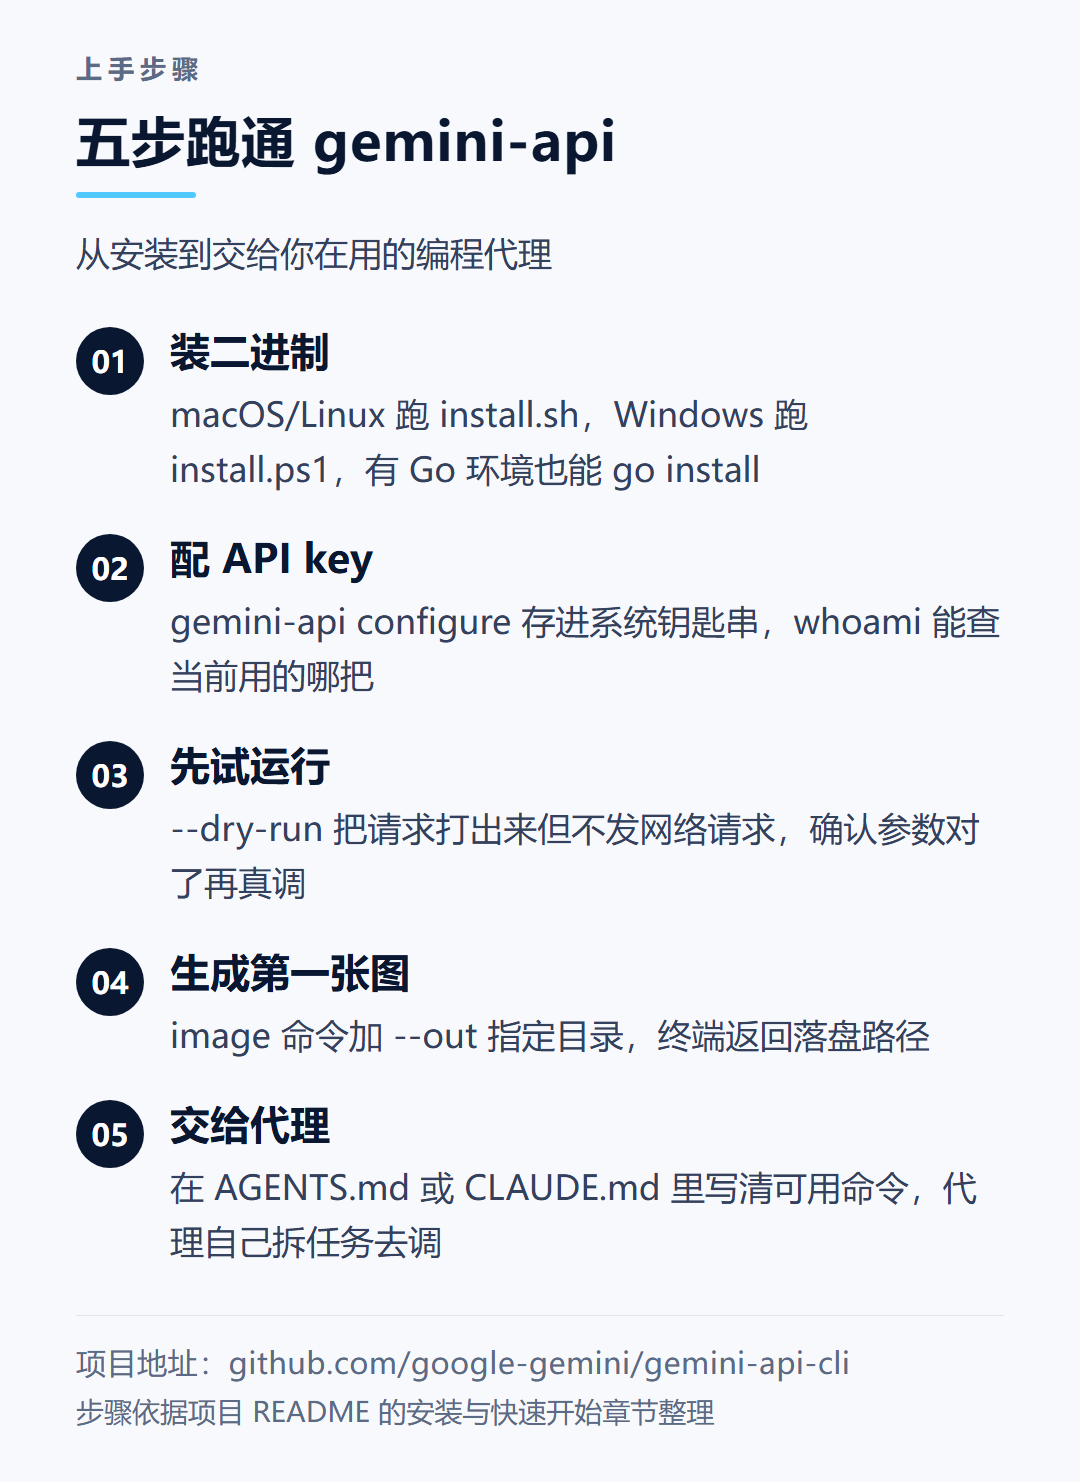 上手步骤
五步跑通 gemini-api
从安装到交给你在用的编程代理
01
装二进制
macOS/Linux 跑 install.sh，Windows 跑
install.ps1，有 Go 环境也能 go install
02
配 API key
gemini-api configure 存进系统钥匙串，whoami 能查
当前用的哪把
03
先试运行
--dry-run 把请求打出来但不发网络请求，确认参数对
了再真调
04
生成第一张图
image 命令加 --out 指定目录，终端返回落盘路径
05
交给代理
在 AGENTS.md 或 CLAUDE.md 里写清可用命令，代
理自己拆任务去调
项目地址：github.com/google-gemini/gemini-api-cli
步骤依据项目 README 的安装与快速开始章节整理